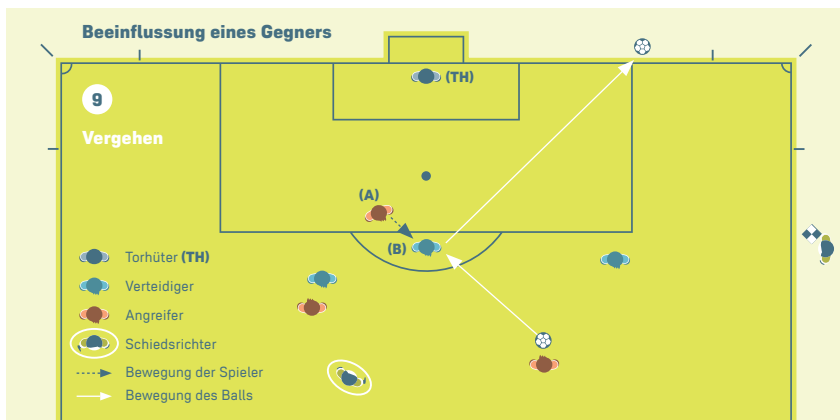 Beeinflussung eines Gegners
(TH)
9
Vergehen
(A)
(B)
Torhüter (TH)
Verteidiger
Angreifer
Schiedsrichter
Bewegung der Spieler
Bewegung des Balls